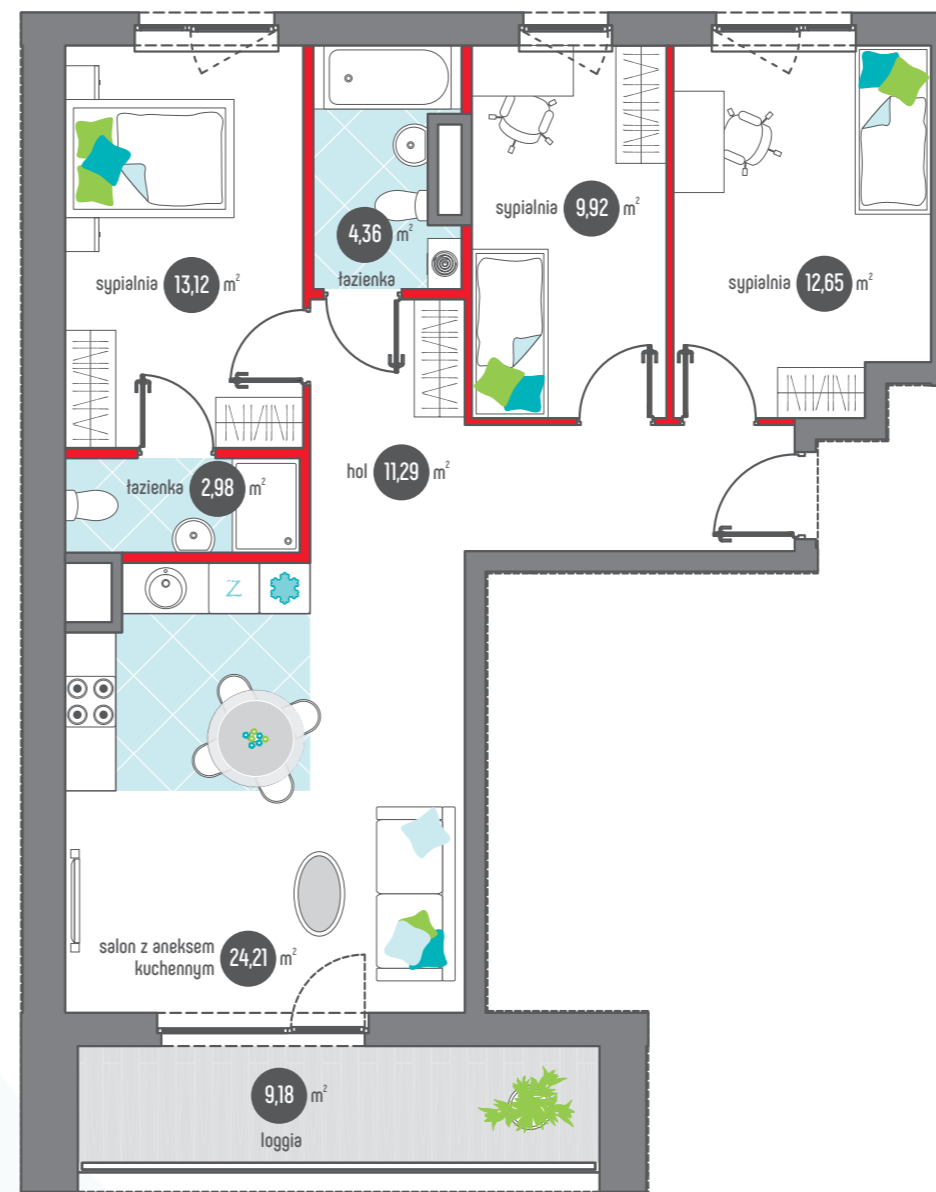 sypialnia 9,92 m²
4,36 m²
łazienka
sypialnia 13,12 m²
sypialnia 12,65 m²
hol 11,29 m²
łazienka 2,98 m²
Z
salon z aneksem
kuchennym 24,21 m²
9,18 m²
loggia